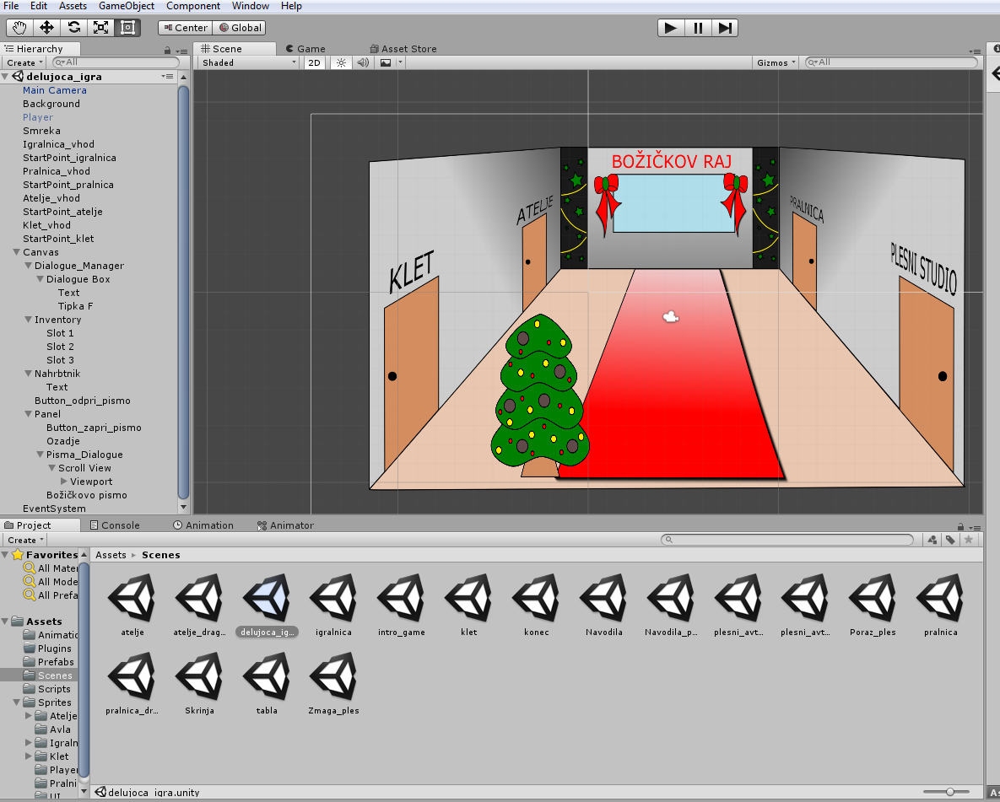 File Edit Assets GameObject Component Window Help
Center Global
Hierarchy
Create All
delujoca_igra
Main Camera
Background
Player
Smreka
Igralnica_vhod
StartPoint_igralnica
Pralnica_vhod
StartPoint_pralnica
Atelje_vhod
StartPoint_atelje
Klet_vhod
StartPoint_klet
Canvas
Dialogue_Manager
Dialogue Box
Text
Tipka F
Inventory
Slot 1
Slot 2
Slot 3
Nahrbtnik
Text
Button_odpri_pismo
Panel
Button_zapri_pismo
Ozadje
Pisma_Dialogue
Scroll View
Viewport
Božičkovo pismo
EventSystem
Scene Game Asset Store
Shaded 2D Gizmos All
BOŽIČKOV RAJ
ATELJE
PRALNICA
KLET
PLESNI STUDIO
Project Console Animation Animator
Create
Favorites
All Mater
All Mode
All Prefa
Assets
Animatio
Plugins
Prefabs
Scenes
Scripts
Sprites
Atelje
Avla
Igraln
Klet
Player
Pralni
UI
Assets Scenes
atelje atelje_drag... delujoca_ig... igralnica intro_game klet konec Navodila Navodila_p... plesni_avt... plesni_avt... Poraz_ples pralnica
pralnica_dr... Skrinja tabla Zmaga_ples
delujoca_igra.unity
As